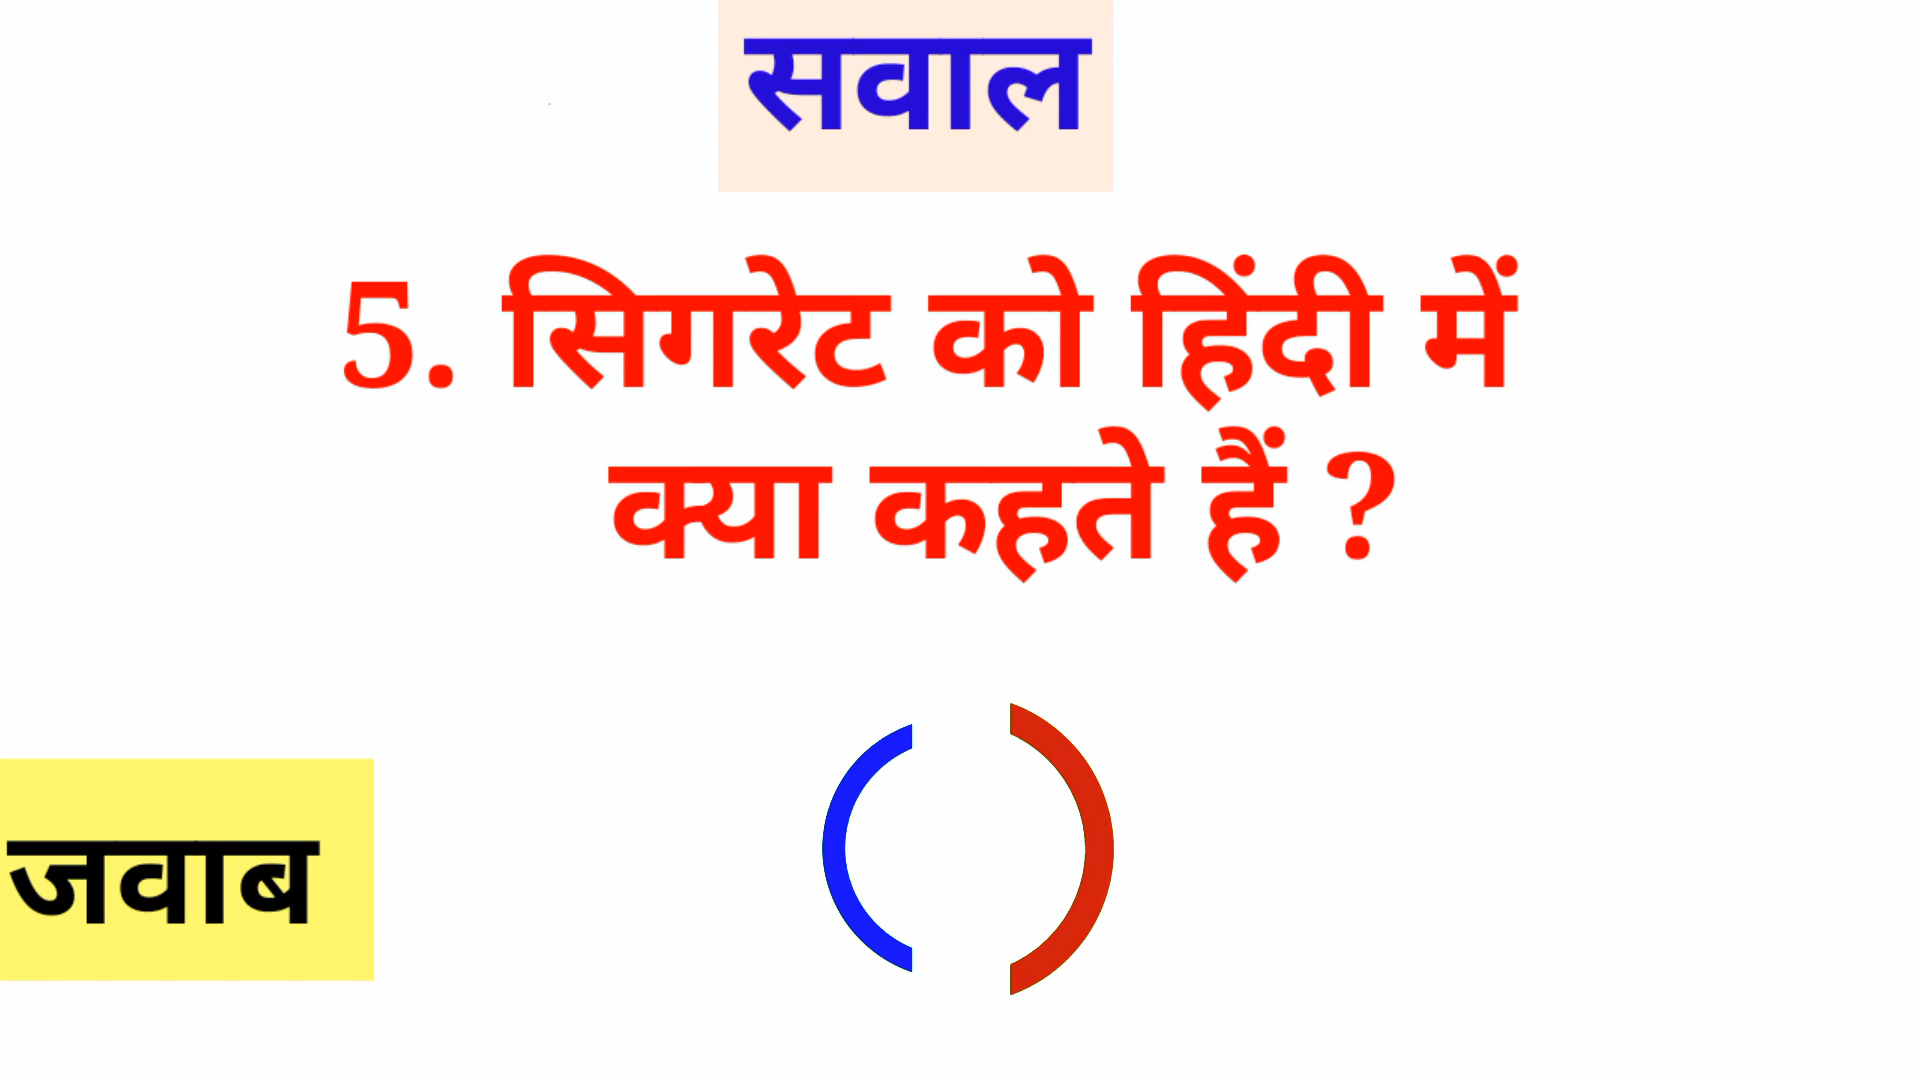 सवाल
5. सिगरेट को हिंदी में
क्या कहते हैं ?
जवाब